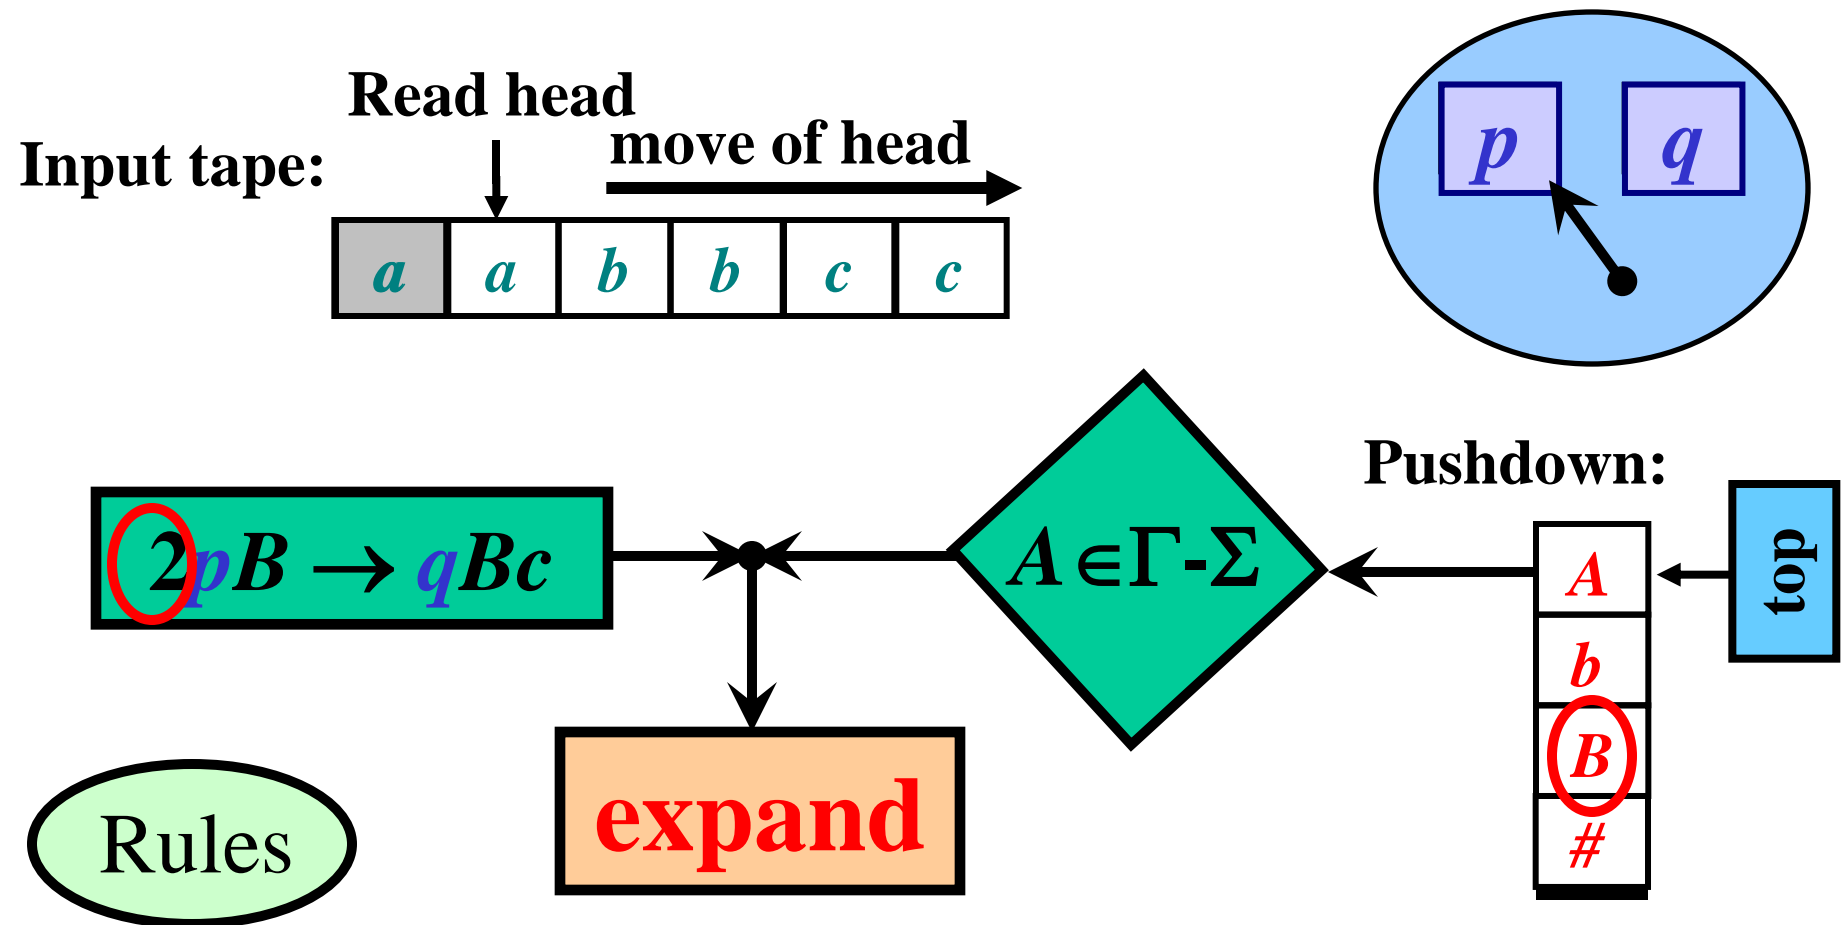 Read head
move of head
Input tape:
a a b b c c
p q
2pB → qBc
A∈Γ-Σ
Pushdown:
top
A
b
B
#
expand
Rules